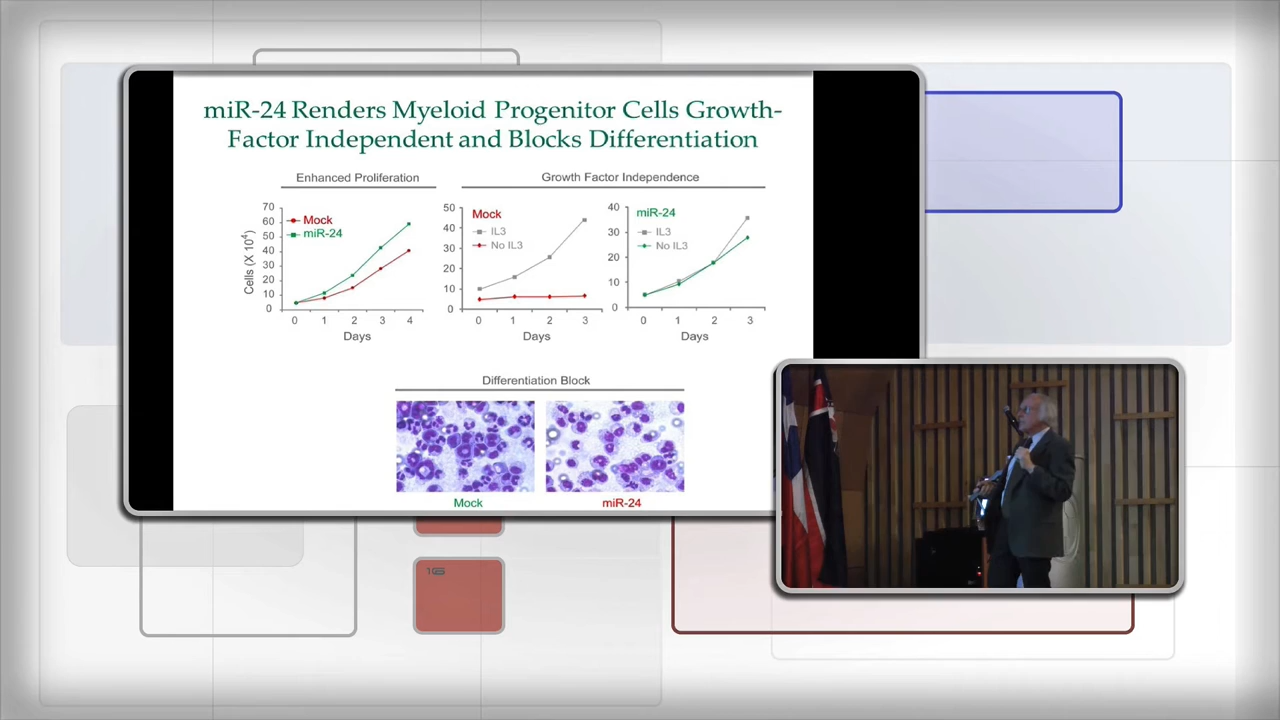 miR-24 Renders Myeloid Progenitor Cells Growth-
Factor Independent and Blocks Differentiation
Enhanced Proliferation
Growth Factor Independence
70
60
50
40
30
20
10
0
Cells (X 10⁴)
Mock
miR-24
0 1 2 3 4
Days
50
40
30
20
10
0
Mock
IL3
No IL3
0 1 2 3
Days
40
30
20
10
0
miR-24
IL3
No IL3
0 1 2 3
Days
Differentiation Block
Mock
miR-24
16